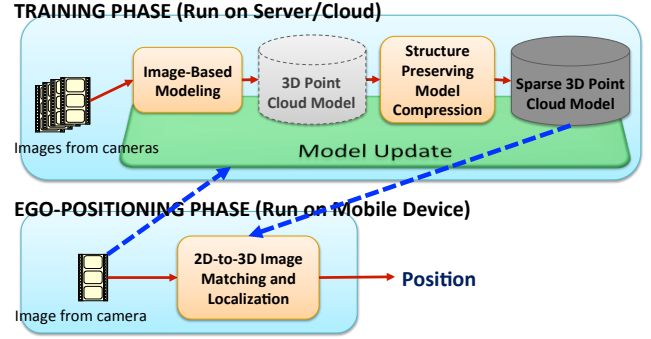 TRAINING PHASE (Run on Server/Cloud)
Image-Based
Modeling
3D Point
Cloud Model
Structure
Preserving
Model
Compression
Sparse 3D Point
Cloud Model
Images from cameras
Model Update
EGO-POSITIONING PHASE (Run on Mobile Device)
2D-to-3D Image
Matching and
Localization
Position
Image from camera